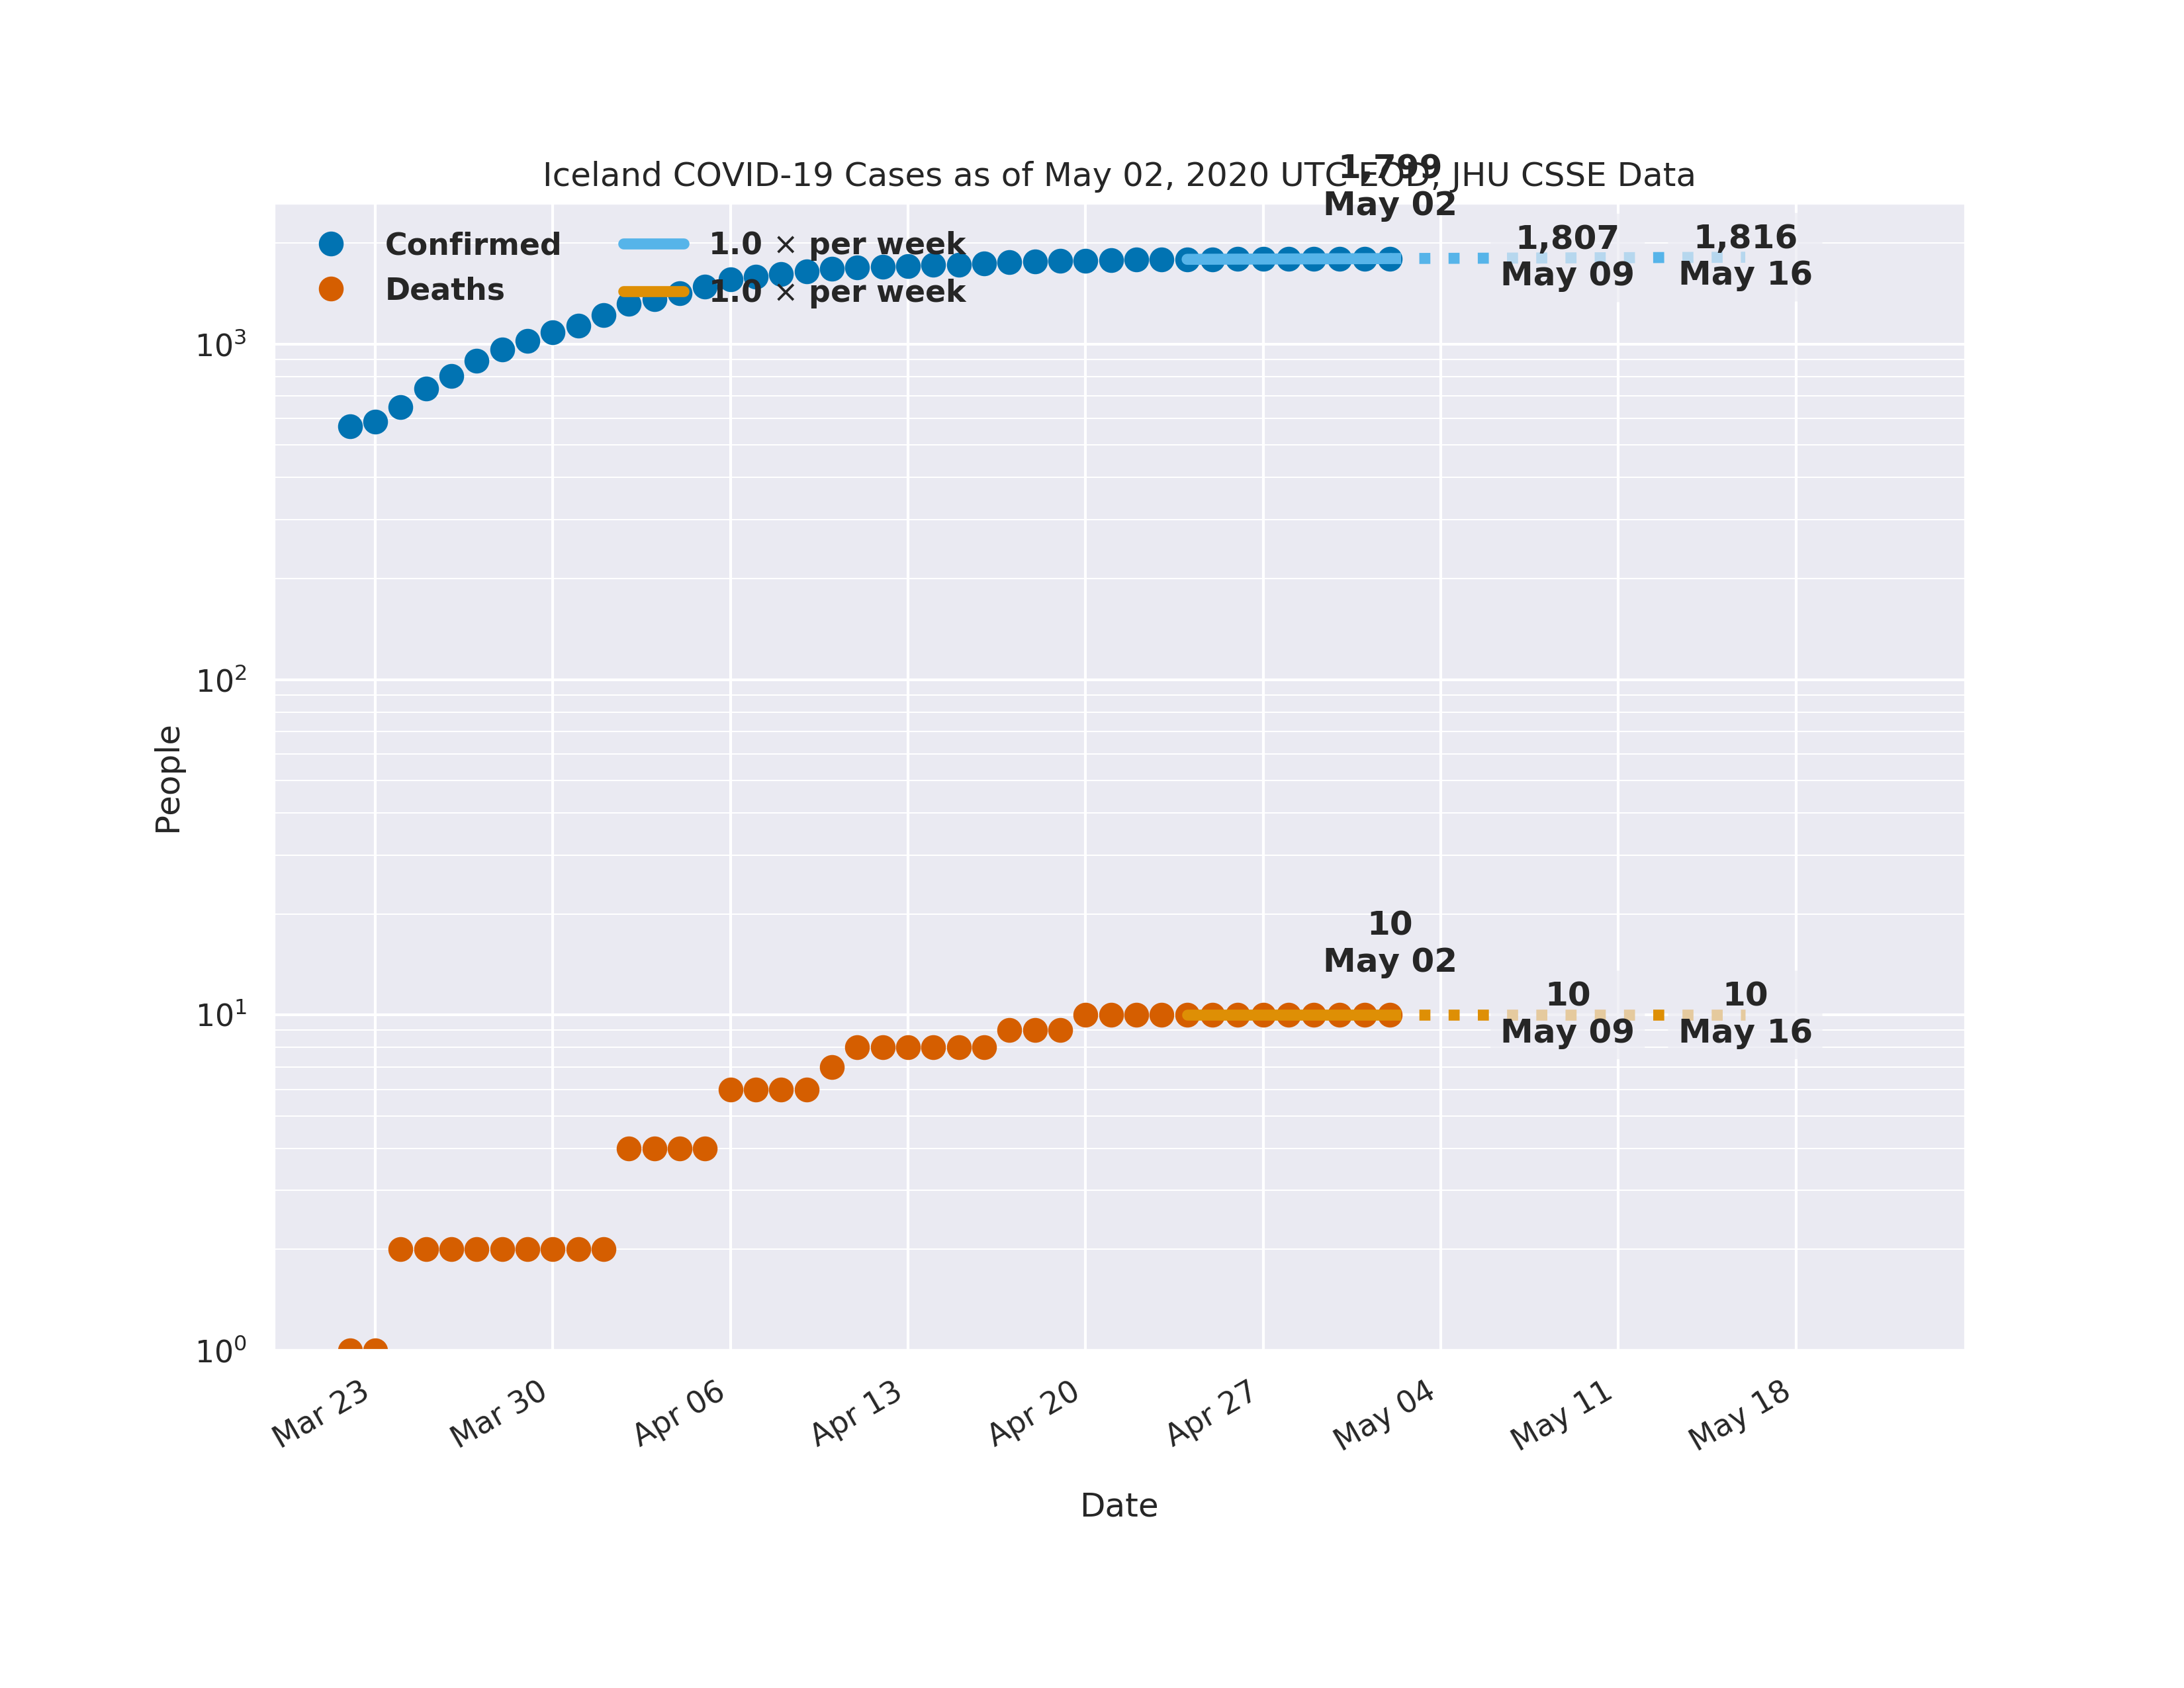 Iceland COVID-19 Cases as of May 02, 2020 UTC EOD, JHU CSSE Data
1,799
May 02
Confirmed
Deaths
1.0 × per week
1.0 × per week
1,807
May 09
1,816
May 16
10³
10²
10¹
10⁰
People
10
May 02
10
May 09
10
May 16
Mar 23
Mar 30
Apr 06
Apr 13
Apr 20
Apr 27
May 04
May 11
May 18
Date